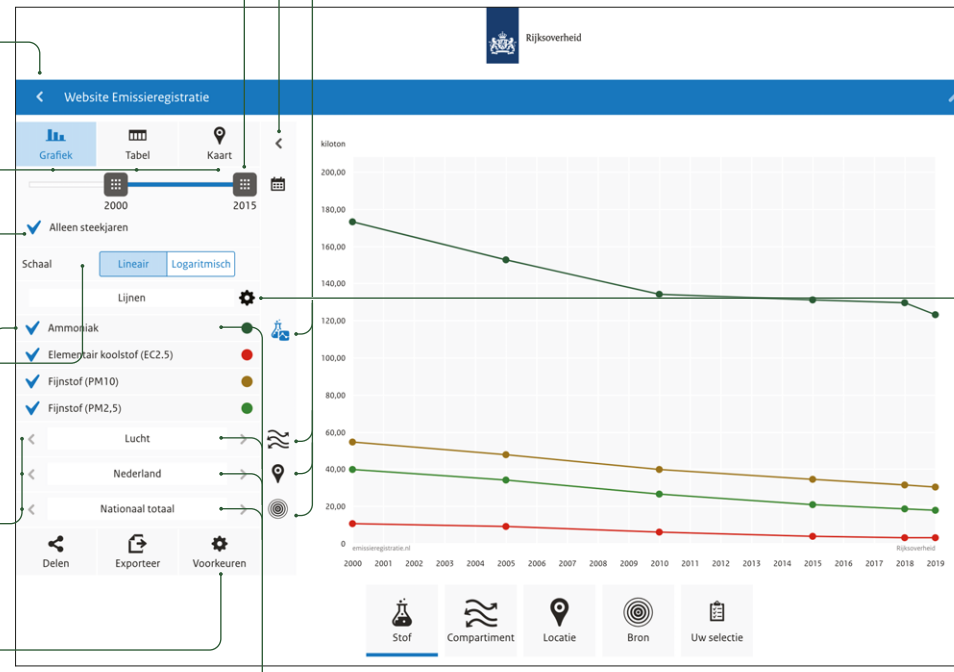 Rijksoverheid
Website Emissieregistratie
Grafiek Tabel Kaart
2000 2015
Alleen steekjaren
Schaal Lineair Logaritmisch
Lijnen
Ammoniak
Elementair koolstof (EC2.5)
Fijnstof (PM10)
Fijnstof (PM2,5)
Lucht
Nederland
Nationaal totaal
Delen Exporteer Voorkeuren
kiloton
200,00
180,00
160,00
140,00
120,00
100,00
80,00
60,00
40,00
20,00
0
emissieregistratie.nl Rijksoverheid
2000 2001 2002 2003 2004 2005 2006 2007 2008 2009 2010 2011 2012 2013 2014 2015 2016 2017 2018 2019
Stof Compartiment Locatie Bron Uw selectie